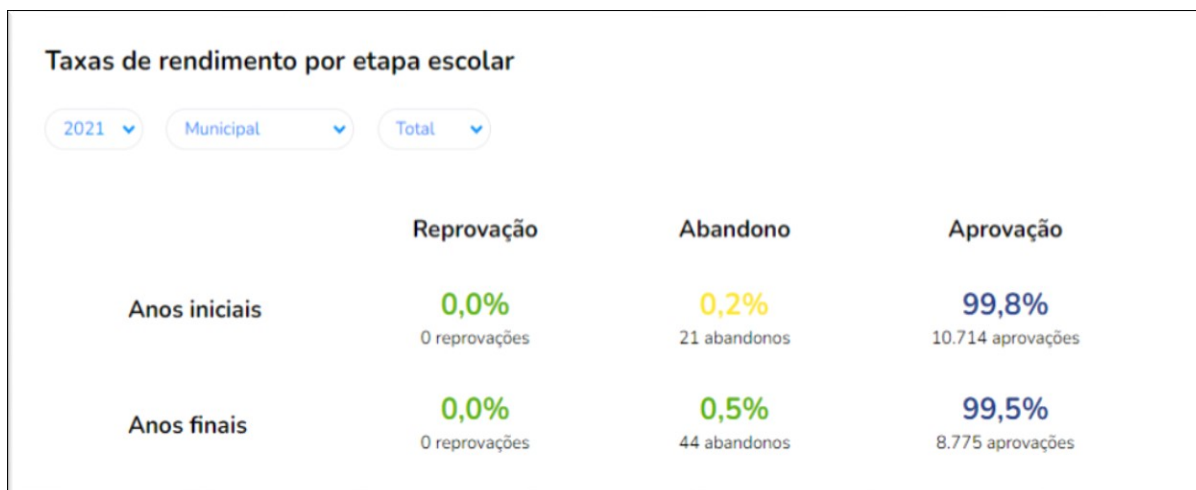 Taxas de rendimento por etapa escolar
2021 Municipal Total
Reprovação Abandono Aprovação
Anos iniciais 0,0% 0,2% 99,8%
0 reprovações 21 abandonos 10.714 aprovações
Anos finais 0,0% 0,5% 99,5%
0 reprovações 44 abandonos 8.775 aprovações